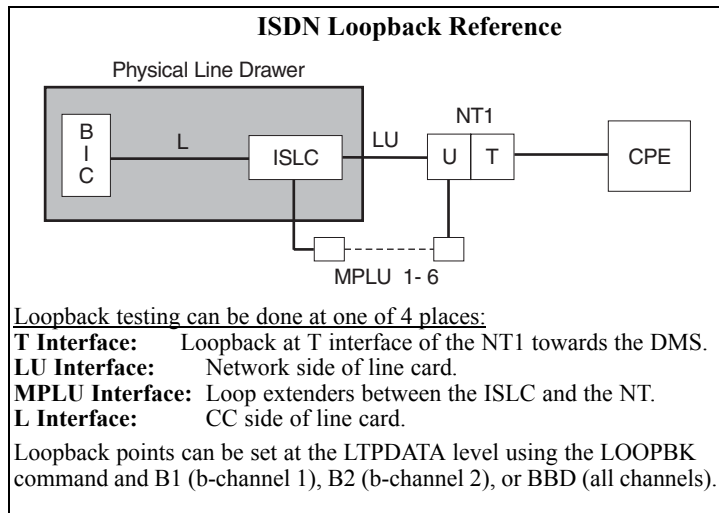 ISDN Loopback Reference
Physical Line Drawer
B
I
C
L
ISLC
LU
NT1
U
T
CPE
MPLU 1- 6
Loopback testing can be done at one of 4 places:
T Interface: Loopback at T interface of the NT1 towards the DMS.
LU Interface: Network side of line card.
MPLU Interface: Loop extenders between the ISLC and the NT.
L Interface: CC side of line card.
Loopback points can be set at the LTPDATA level using the LOOPBK
command and B1 (b-channel 1), B2 (b-channel 2), or BBD (all channels).